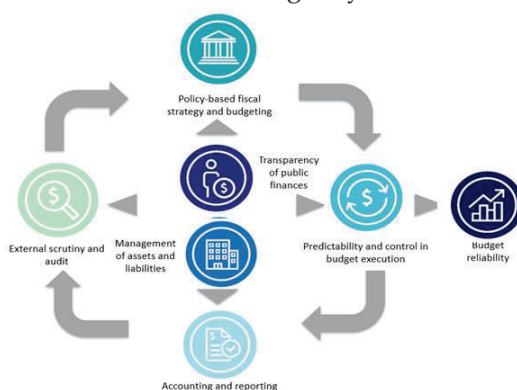 Policy-based fiscal
strategy and budgeting
Transparency
of public
finances
External scrutiny and
audit
Management
of assets and
liabilities
Predictability and control in
budget execution
Budget
reliability
Accounting and reporting